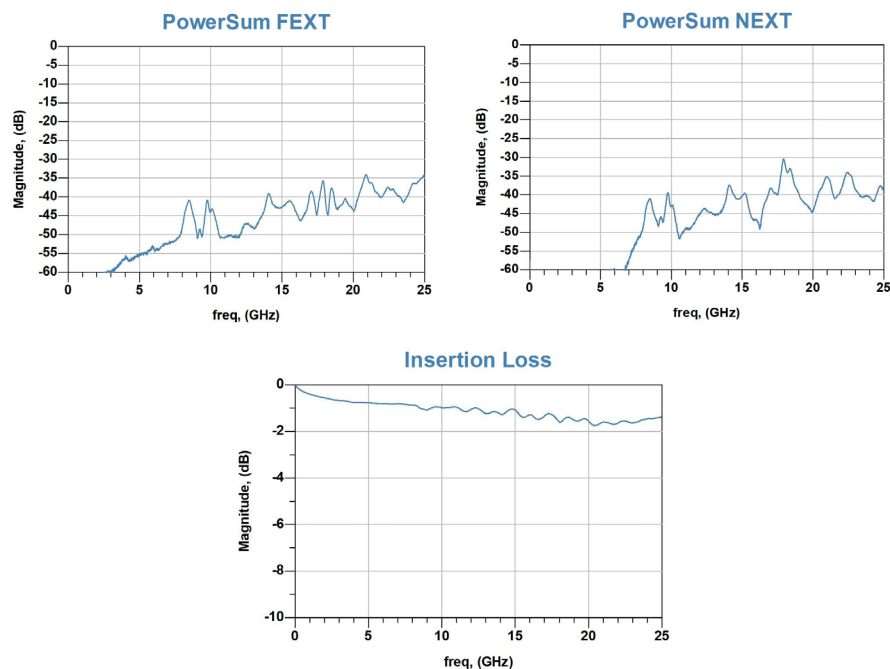 PowerSum FEXT
0
-5
-10
-15
-20
-25
-30
-35
-40
-45
-50
-55
-60
Magnitude, (dB)
0 5 10 15 20 25
freq, (GHz)
PowerSum NEXT
0
-5
-10
-15
-20
-25
-30
-35
-40
-45
-50
-55
-60
Magnitude, (dB)
0 5 10 15 20 25
freq, (GHz)
Insertion Loss
0
-2
-4
-6
-8
-10
Magnitude, (dB)
0 5 10 15 20 25
freq, (GHz)